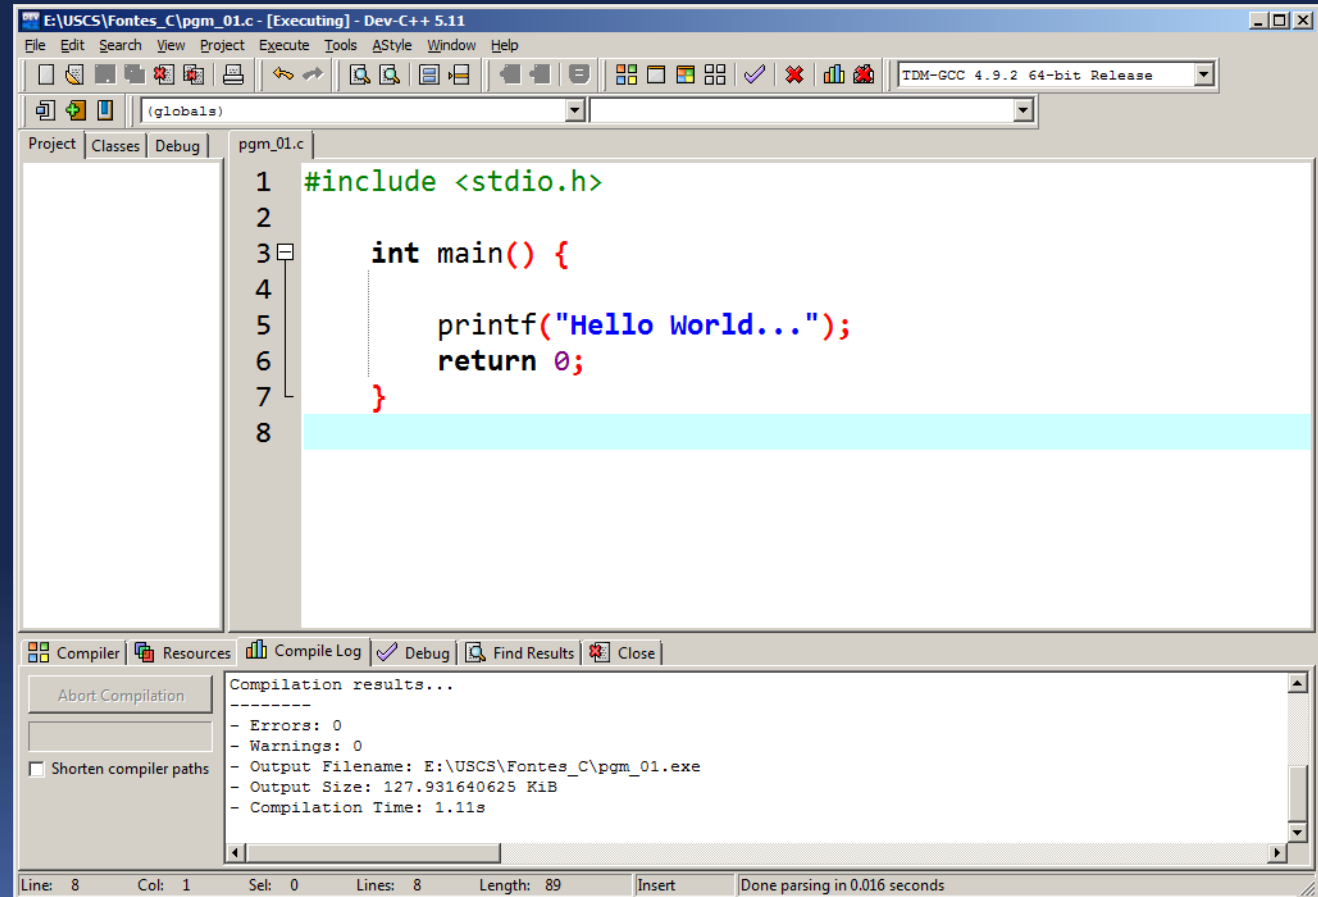 E:\USCS\Fontes_C\pgm_01.c - [Executing] - Dev-C++ 5.11
File Edit Search View Project Execute Tools AStyle Window Help
TDM-GCC 4.9.2 64-bit Release
(globals)
Project Classes Debug pgm_01.c
1 #include <stdio.h>
2
3 int main() {
4
5 printf("Hello World...");
6 return 0;
7 }
8
Compiler Resources Compile Log Debug Find Results Close
Abort Compilation
Shorten compiler paths
Compilation results...
--------
- Errors: 0
- Warnings: 0
- Output Filename: E:\USCS\Fontes_C\pgm_01.exe
- Output Size: 127.931640625 KiB
- Compilation Time: 1.11s
Line: 8 Col: 1 Sel: 0 Lines: 8 Length: 89 Insert Done parsing in 0.016 seconds